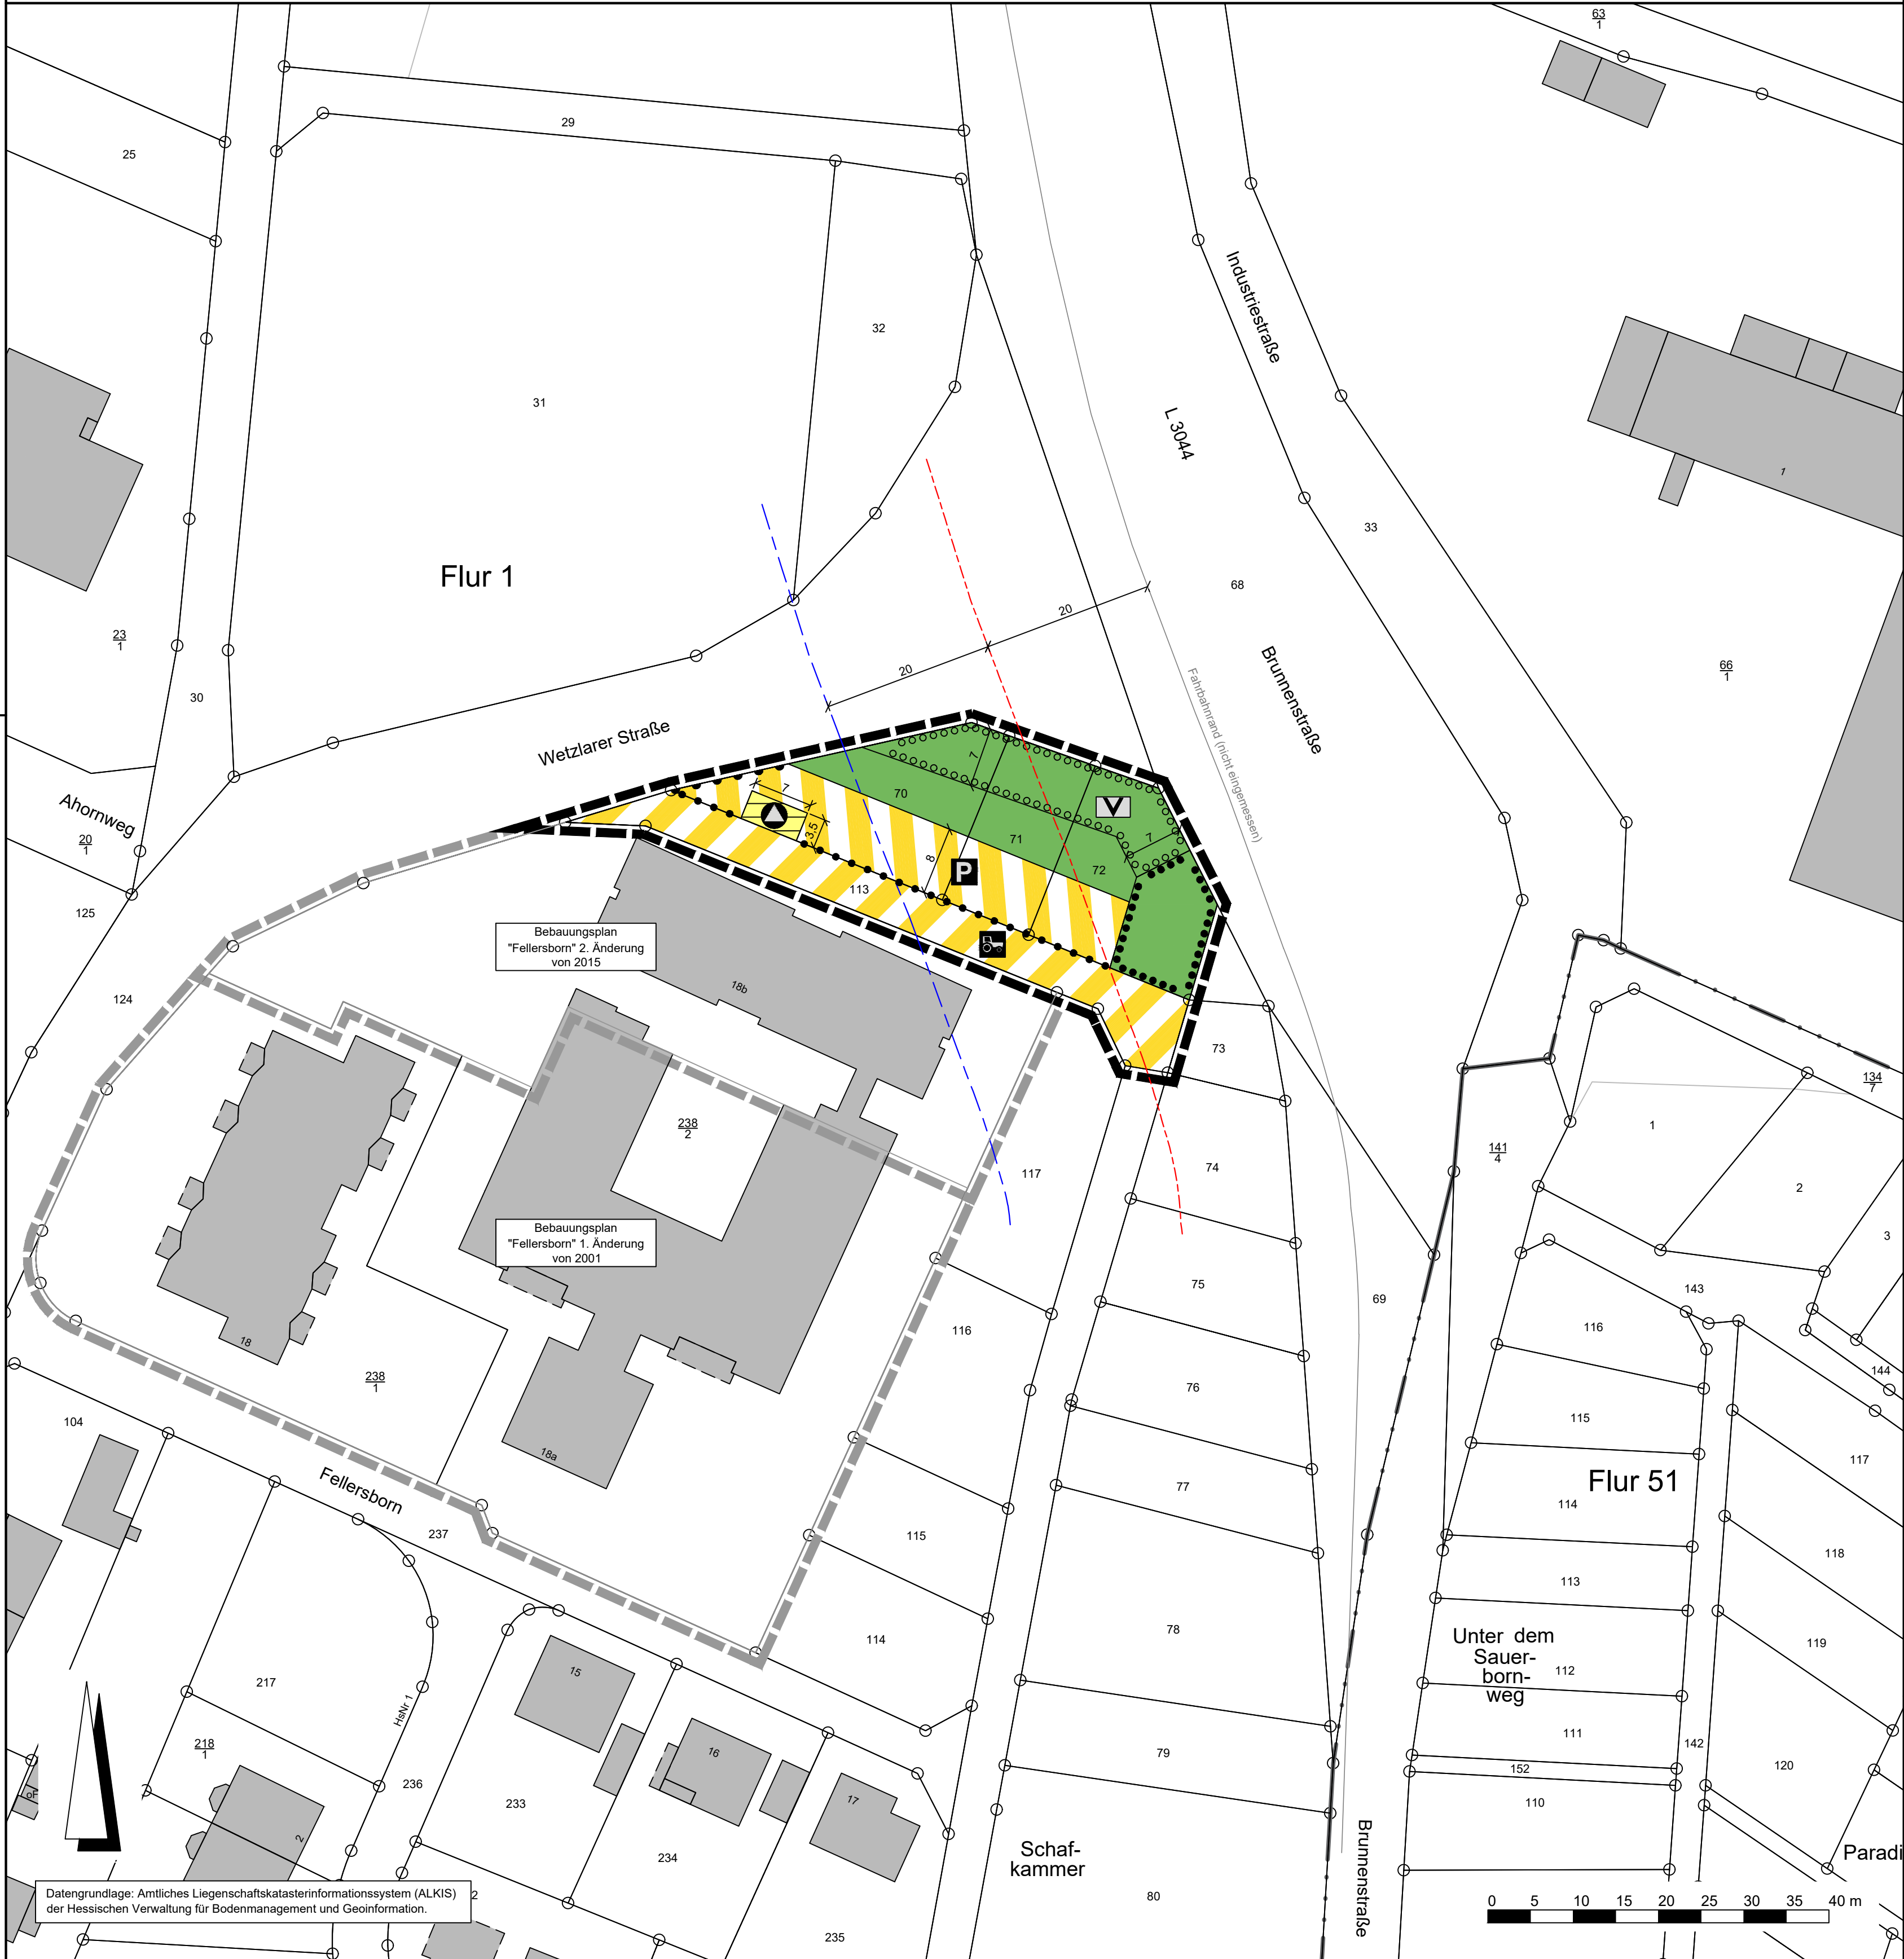 63
1
29
25
32
31
Industriestraße
L 3044
1
33
Flur 1
68
20
23
1
Brunnenstraße
66
1
20
30
Fahrbahnrand (nicht eingemessen)
Wetzlarer Straße
7
7
70
Ahornweg
3,5
71
7
20
1
8
P
72
113
125
Bebauungsplan
"Fellersborn" 2. Änderung
von 2015
18b
124
73
134
7
238
2
1
141
4
117
74
2
Bebauungsplan
"Fellersborn" 1. Änderung
von 2001
3
75
143
69
116
116
18
144
238
1
76
104
115
18a
117
Flur 51
Fellersborn
77
114
237
115
118
113
78
114
Unter dem
Sauer-
born-
weg
119
112
15
217
HsNr 1
111
142
218
1
16
79
152
120
236
17
110
233
2
Schaf-
kammer
Brunnenstraße
Paradi
234
Datengrundlage: Amtliches Liegenschaftskatasterinformationssystem (ALKIS)
der Hessischen Verwaltung für Bodenmanagement und Geoinformation.
2
80
0 5 10 15 20 25 30 35 40 m
235